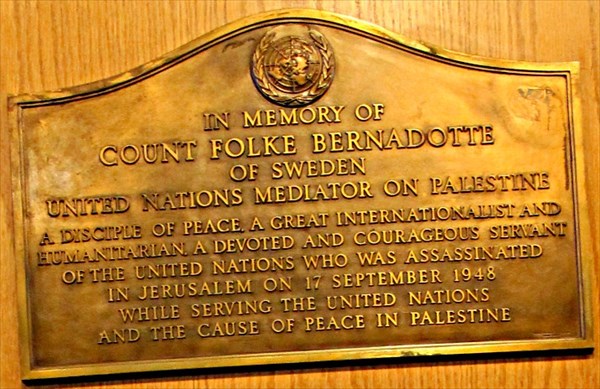 IN MEMORY OF
COUNT FOLKE BERNADOTTE
OF SWEDEN
UNITED NATIONS MEDIATOR ON PALESTINE
A DISCIPLE OF PEACE, A GREAT INTERNATIONALIST AND
HUMANITARIAN, A DEVOTED AND COURAGEOUS SERVANT
OF THE UNITED NATIONS WHO WAS ASSASSINATED
IN JERUSALEM ON 17 SEPTEMBER 1948
WHILE SERVING THE UNITED NATIONS
AND THE CAUSE OF PEACE IN PALESTINE